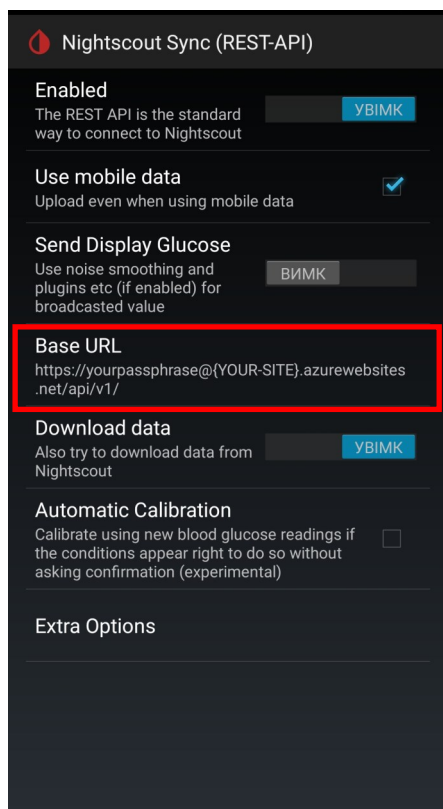 Nightscout Sync (REST-API)
Enabled
The REST API is the standard
way to connect to Nightscout
УВІМК
Use mobile data
Upload even when using mobile data
Send Display Glucose
Use noise smoothing and
plugins etc (if enabled) for
broadcasted value
ВИМК
Base URL
https://yourpassphrase@{YOUR-SITE}.azurewebsites
.net/api/v1/
Download data
Also try to download data from
Nightscout
УВІМК
Automatic Calibration
Calibrate using new blood glucose readings if
the conditions appear right to do so without
asking confirmation (experimental)
Extra Options